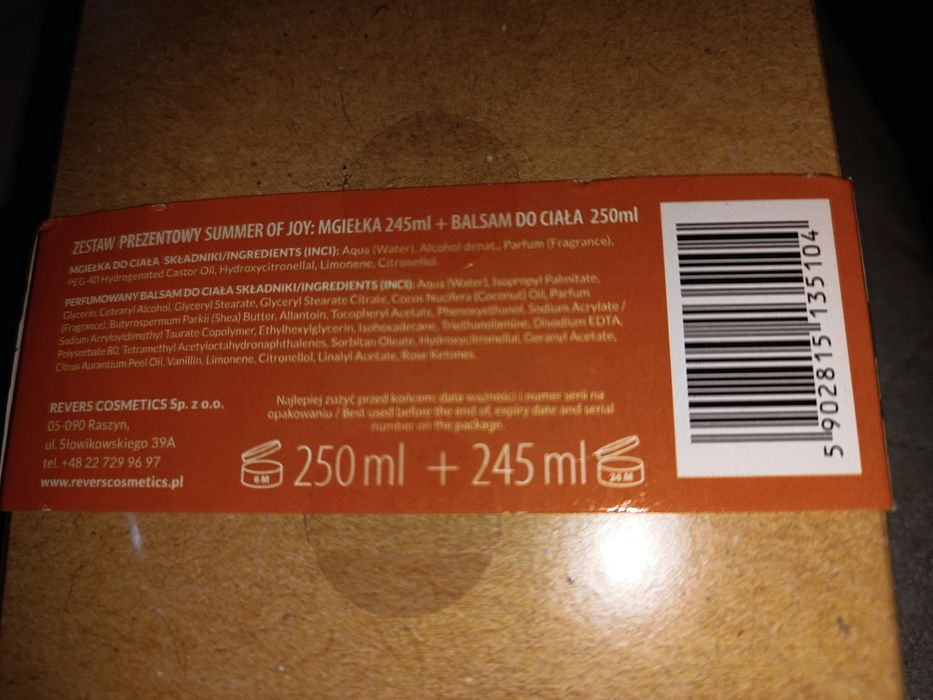 ZESTAW PREZENTOWY SUMMER OF JOY: MGIEŁKA 245ml + BALSAM DO CIAŁA 250ml
MGIEŁKA DO CIAŁA SKŁADNIKI/INGREDIENTS (INCI): Aqua (Water), Alcohol denat., Parfum (Fragrance),
PEG-40 Hydrogenated Castor Oil, Hydroxycitronellal, Limonene, Citronellol.
PERFUMOWANY BALSAM DO CIAŁA SKŁADNIKI/INGREDIENTS (INCI): Aqua (Water), Isopropyl Palmitate,
Glycerin, Cetearyl Alcohol, Glyceryl Stearate, Glyceryl Stearate Citrate, Cocos Nucifera (Coconut) Oil, Parfum
(Fragrance), Butyrospermum Parkii (Shea) Butter, Allantoin, Tocopheryl Acetate, Phenoxyethanol, Sodium Acrylate /
Sodium Acryloyldimethyl Taurate Copolymer, Ethylhexylglycerin, Isohexadecane, Triethanolamine, Disodium EDTA,
Polysorbate 80, Tetramethyl Acetyloctahydronaphthalenes, Sorbitan Oleate, Hydroxycitronellal, Geranyl Acetate,
Citrus Aurantium Peel Oil, Vanillin, Limonene, Citronellol, Linalyl Acetate, Rose Ketones.
REVERS COSMETICS Sp. z o.o.
05-090 Raszyn,
ul. Słowikowskiego 39A
tel. +48 22 729 96 97
www.reverscosmetics.pl
Najlepiej zużyć przed końcem: data ważności i numer serii na
opakowaniu / Best used before the end of, expiry date and serial
number on the package.
6 M 250 ml + 245 ml 24 M
5 902815 135104